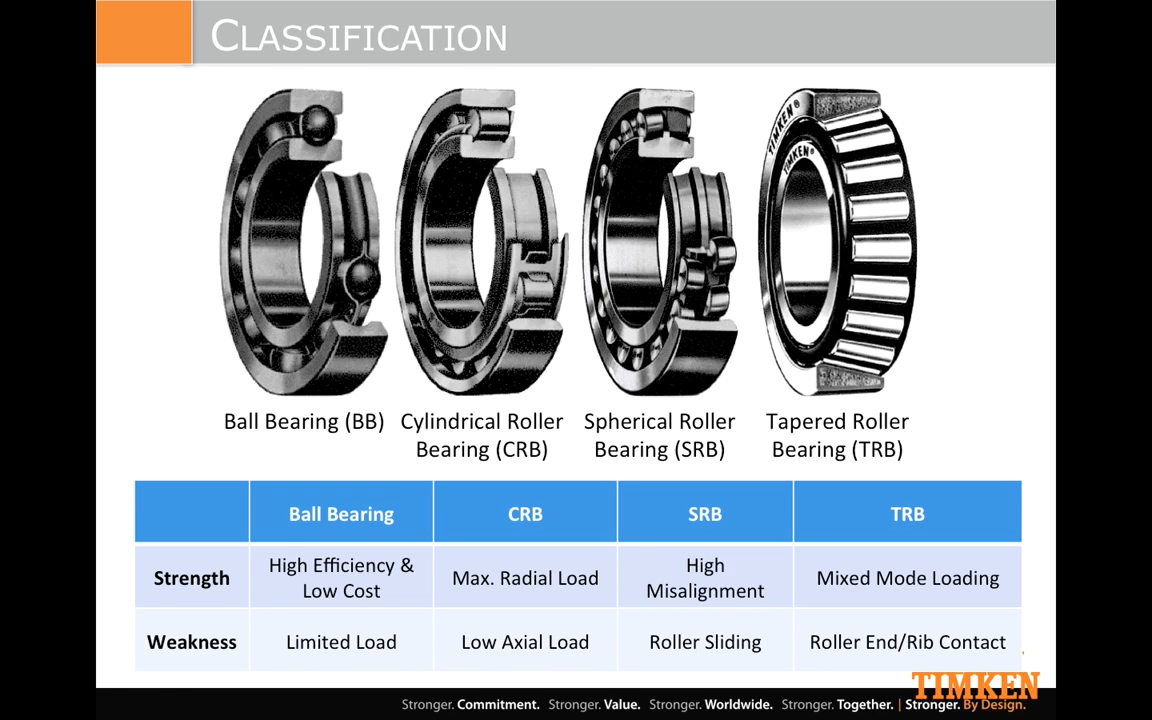 CLASSIFICATION
TIMKEN®
TIMKEN®
Ball Bearing (BB)
Cylindrical Roller
Bearing (CRB)
Spherical Roller
Bearing (SRB)
Tapered Roller
Bearing (TRB)
Ball Bearing CRB SRB TRB
Strength
High Efficiency &
Low Cost
Max. Radial Load
High
Misalignment
Mixed Mode Loading
Weakness Limited Load Low Axial Load Roller Sliding Roller End/Rib Contact
TIMKEN
Stronger. Commitment. Stronger. Value. Stronger. Worldwide. Stronger. Together. | Stronger. By Design.